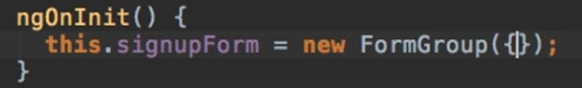 ngOnInit() {
this.signupForm = new FormGroup({});
}